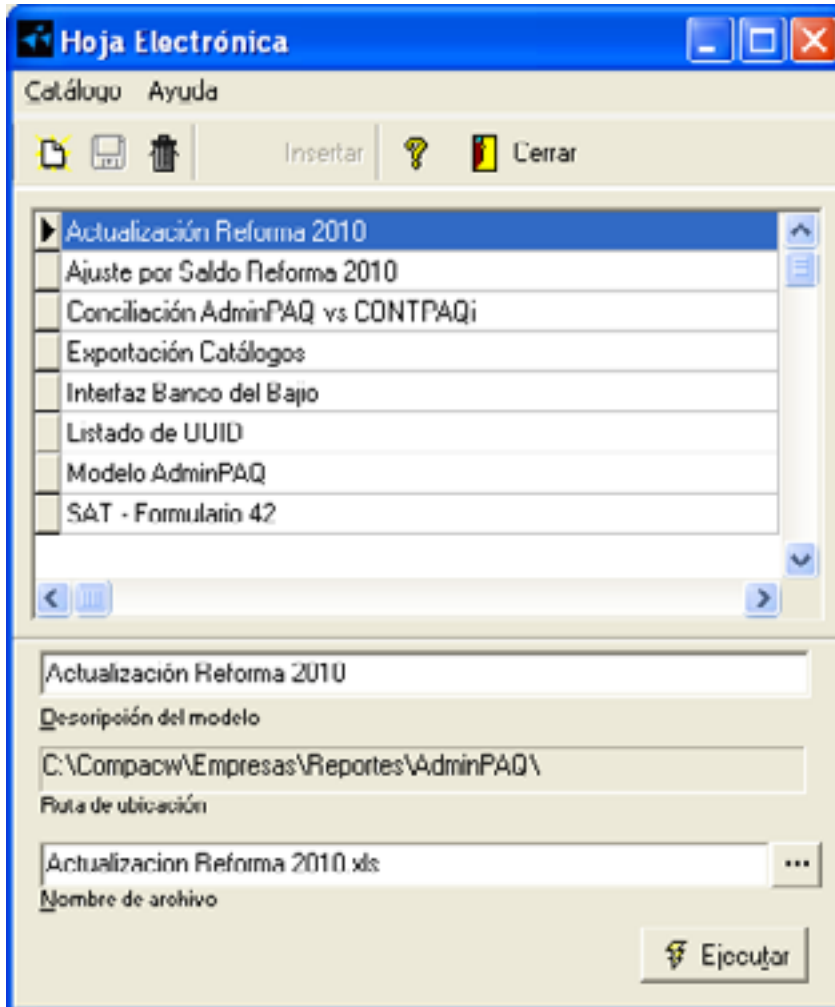 Hoja Electrónica
Catálogo Ayuda
Insertar Cerrar
Actualización Reforma 2010
Ajuste por Saldo Reforma 2010
Conciliación AdminPAQ vs CONTPAQi
Exportación Catálogos
Interfaz Banco del Bajio
Listado de UUID
Modelo AdminPAQ
SAT - Formulario 42
Actualización Reforma 2010
Descripción del modelo
C:\Compacw\Empresas\Reportes\AdminPAQ\
Ruta de ubicación
Actualizacion Reforma 2010.xls
...
Nombre de archivo
Ejecutar